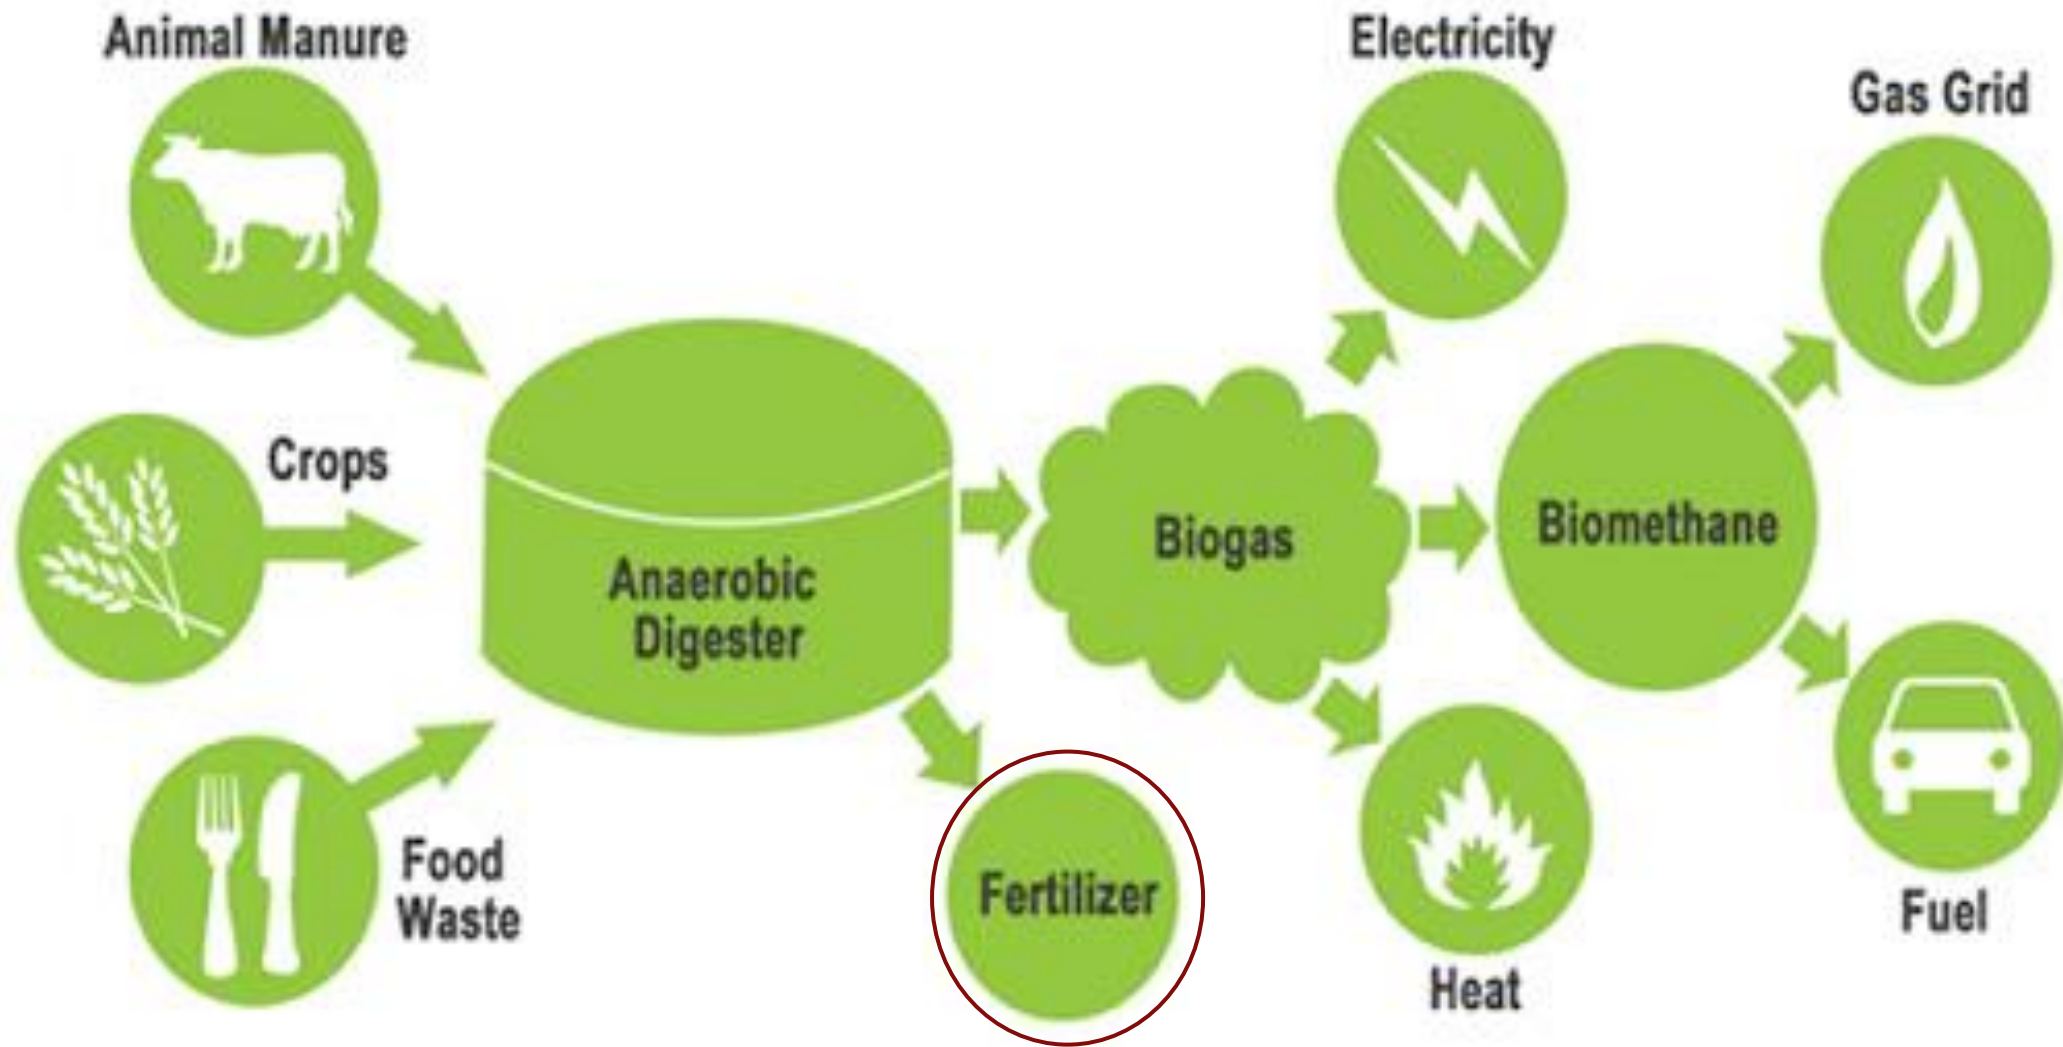 Animal Manure
Electricity
Gas Grid
Crops
Anaerobic
Digester
Biogas
Biomethane
Food
Waste
Fertilizer
Heat
Fuel